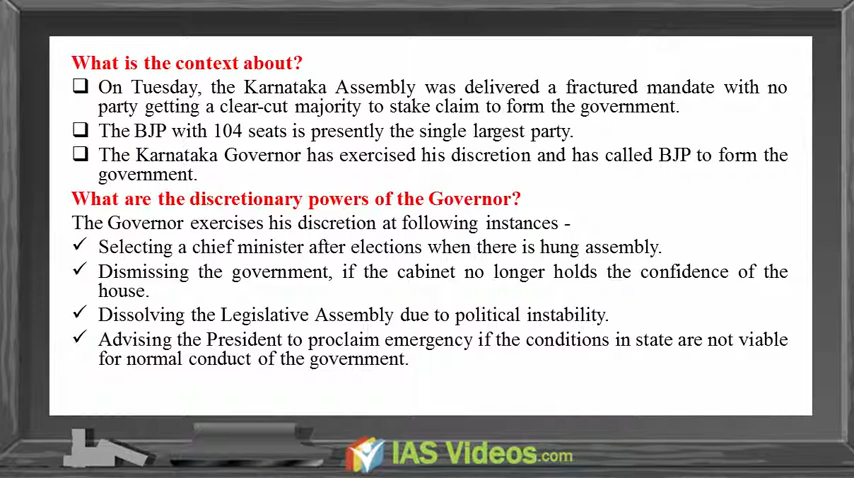 What is the context about?
❑ On Tuesday, the Karnataka Assembly was delivered a fractured mandate with no
party getting a clear-cut majority to stake claim to form the government.
❑ The BJP with 104 seats is presently the single largest party.
❑ The Karnataka Governor has exercised his discretion and has called BJP to form the
government.
What are the discretionary powers of the Governor?
The Governor exercises his discretion at following instances -
✓ Selecting a chief minister after elections when there is hung assembly.
✓ Dismissing the government, if the cabinet no longer holds the confidence of the
house.
✓ Dissolving the Legislative Assembly due to political instability.
✓ Advising the President to proclaim emergency if the conditions in state are not viable
for normal conduct of the government.
IAS Videos.com